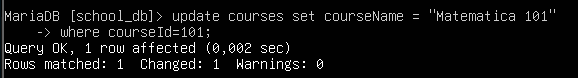 MariaDB [school_db]> update courses set courseName = "Matematica 101"
    -> where courseId=101;
Query OK, 1 row affected (0,002 sec)
Rows matched: 1  Changed: 1  Warnings: 0